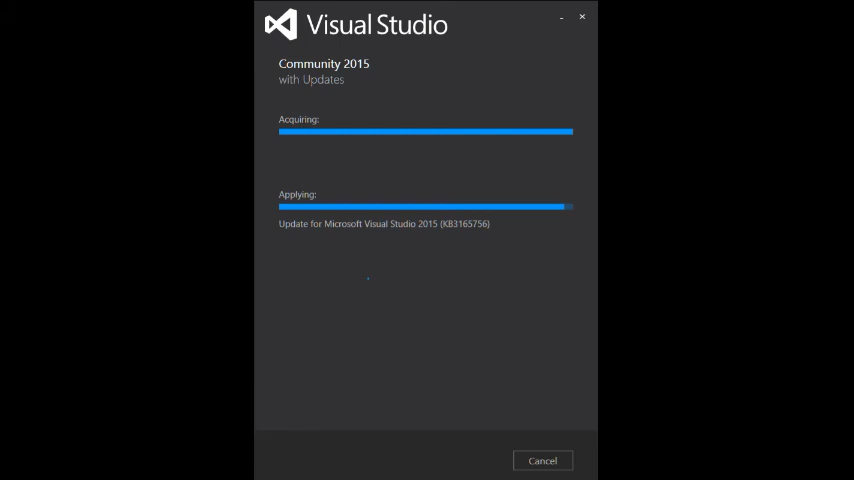 Visual Studio
Community 2015
with Updates
Acquiring:
Applying:
Update for Microsoft Visual Studio 2015 (KB3165756)
Cancel